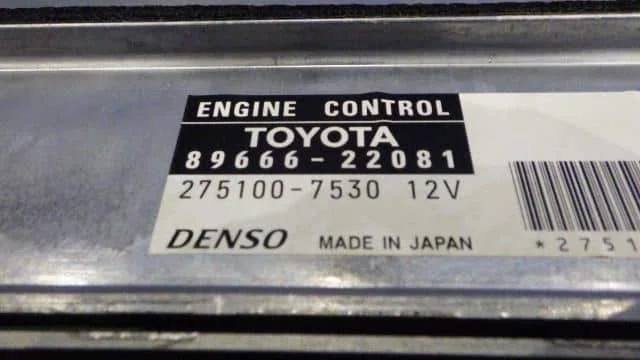 ENGINE CONTROL
TOYOTA
89666-22081
275100-7530 12V
DENSO MADE IN JAPAN
*2751